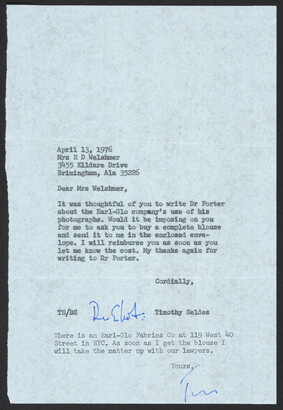 April 13, 1976
Mrs R D Welshmer
3455 Kildare Drive
Brimingham, Ala 35226
Dear Mrs Welshmer,
It was thoughtful of you to write Dr Porter
about the Earl-Glo company's use of his
photographs. Would it be imposing on you
for me to ask you to buy a complete blouse
and send it to me in the enclosed enve-
lope. I will reimburse you as soon as you
let me know the cost. My thanks again for
writing to Dr Porter.
Cordially,
TS/BS Timothy Seldes
There is an Earl-Glo Fabrics Co at 119 West 40
Street in NYC. As soon as I get the blouse I
will take the matter up with our lawyers.
Yours,
Tim